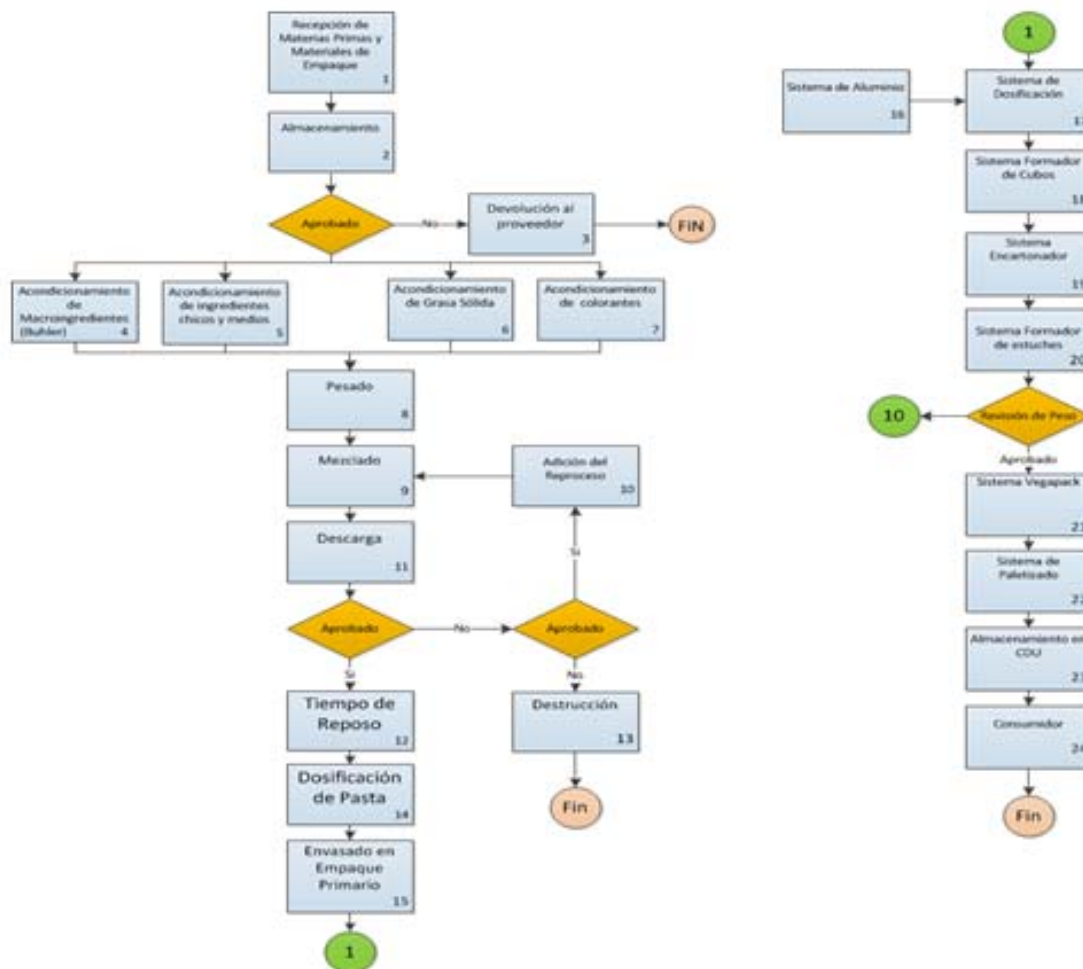 Recepción de
Materias Primas y
Materiales de
Empaque
1
Almacenamiento
2
Aprobado
No
Devolución al
proveedor
3
FIN
Acondicionamiento
de
Macroingredientes
(Buhler)
4
Acondicionamiento
de ingredientes
chicos y medios
5
Acondicionamiento
de Grasa Sólida
6
Acondicionamiento
de colorantes
7
Pesado
8
Mezclado
9
Adición del
Reproceso
10
Descarga
11
Si
Aprobado
No
Aprobado
Si
No
Tiempo de
Reposo
12
Destrucción
13
Fin
Dosificación
de Pasta
14
Envasado en
Empaque
Primario
15
1
1
Sistema de Aluminio
16
Sistema de
Dosificación
Sistema Formador
de Cubos
Sistema
Encartonador
19
Sistema Formador
de estuches
20
Revisión de Peso
10
Aprobado
Sistema Vegapack
Sistema de
Paletizado
Almacenamiento en
CDU
Consumidor
Fin